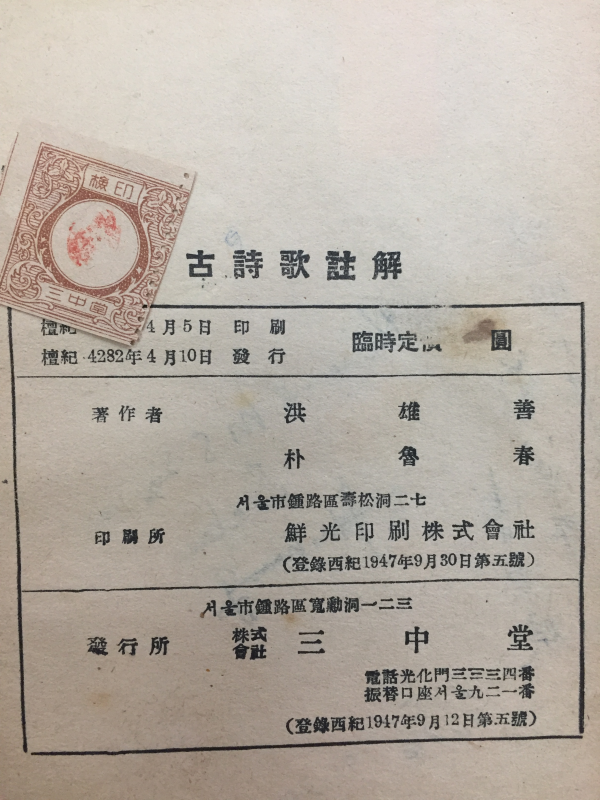 印檢
三中堂
古詩歌註解
檀紀 4月5日 印刷
檀紀 4282年4月10日 發行
臨時定價 圓
著作者 洪雄善
朴魯春
서울市鍾路區壽松洞二七
印刷所 鮮光印刷株式會社
(登錄西紀1947年9月30日第五號)
서울市鍾路區寬勳洞一二三
發行所 株式會社 三中堂
電話光化門三三三四番
振替口座서울九二一番
(登錄西紀1947年9月12日第五號)